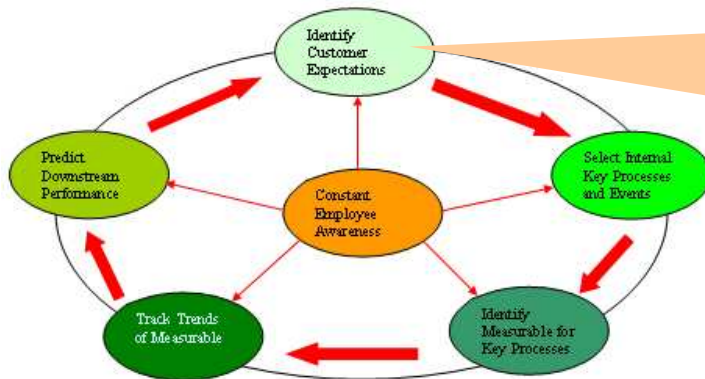 Identify
Customer
Expectations
Predict
Downstream
Performance
Select Internal
Key Processes
and Events
Constant
Employee
Awareness
Track Trends
of Measurable
Identify
Measurable for
Key Processes